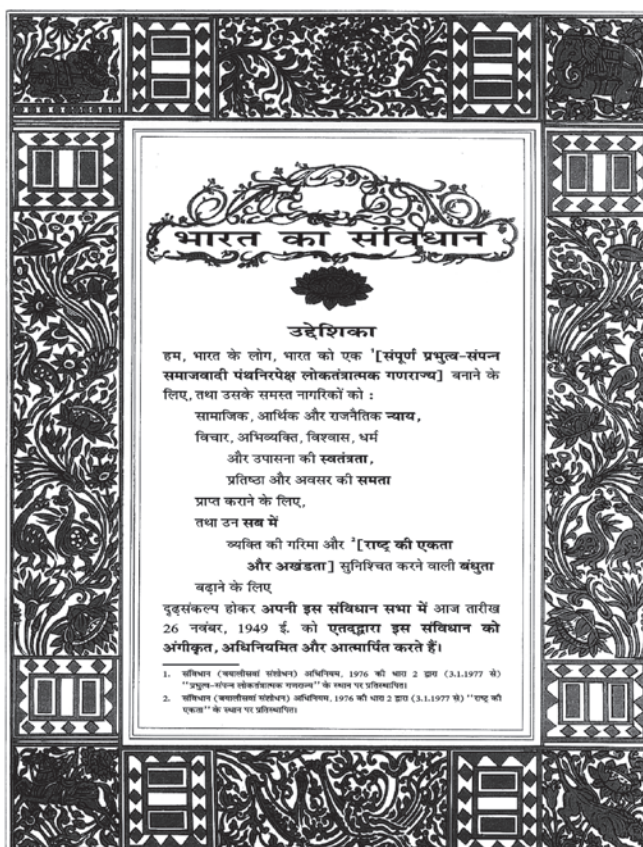 भारत का संविधान
उद्देशिका
हम, भारत के लोग, भारत को एक ¹[संपूर्ण प्रभुत्व-संपन्न
समाजवादी पंथनिरपेक्ष लोकतंत्रात्मक गणराज्य] बनाने के
लिए, तथा उसके समस्त नागरिकों को :
सामाजिक, आर्थिक और राजनैतिक न्याय,
विचार, अभिव्यक्ति, विश्वास, धर्म
और उपासना की स्वतंत्रता,
प्रतिष्ठा और अवसर की समता
प्राप्त कराने के लिए,
तथा उन सब में
व्यक्ति की गरिमा और ²[राष्ट्र की एकता
और अखंडता] सुनिश्चित करने वाली बंधुता
बढ़ाने के लिए
दृढ़संकल्प होकर अपनी इस संविधान सभा में आज तारीख
26 नवंबर, 1949 ई. को एतद्द्वारा इस संविधान को
अंगीकृत, अधिनियमित और आत्मार्पित करते हैं।
1. संविधान (बयालीसवां संशोधन) अधिनियम, 1976 की धारा 2 द्वारा (3.1.1977 से)
"प्रभुत्व-संपन्न लोकतंत्रात्मक गणराज्य" के स्थान पर प्रतिस्थापित।
2. संविधान (बयालीसवां संशोधन) अधिनियम, 1976 की धारा 2 द्वारा (3.1.1977 से) "राष्ट्र की
एकता" के स्थान पर प्रतिस्थापित।